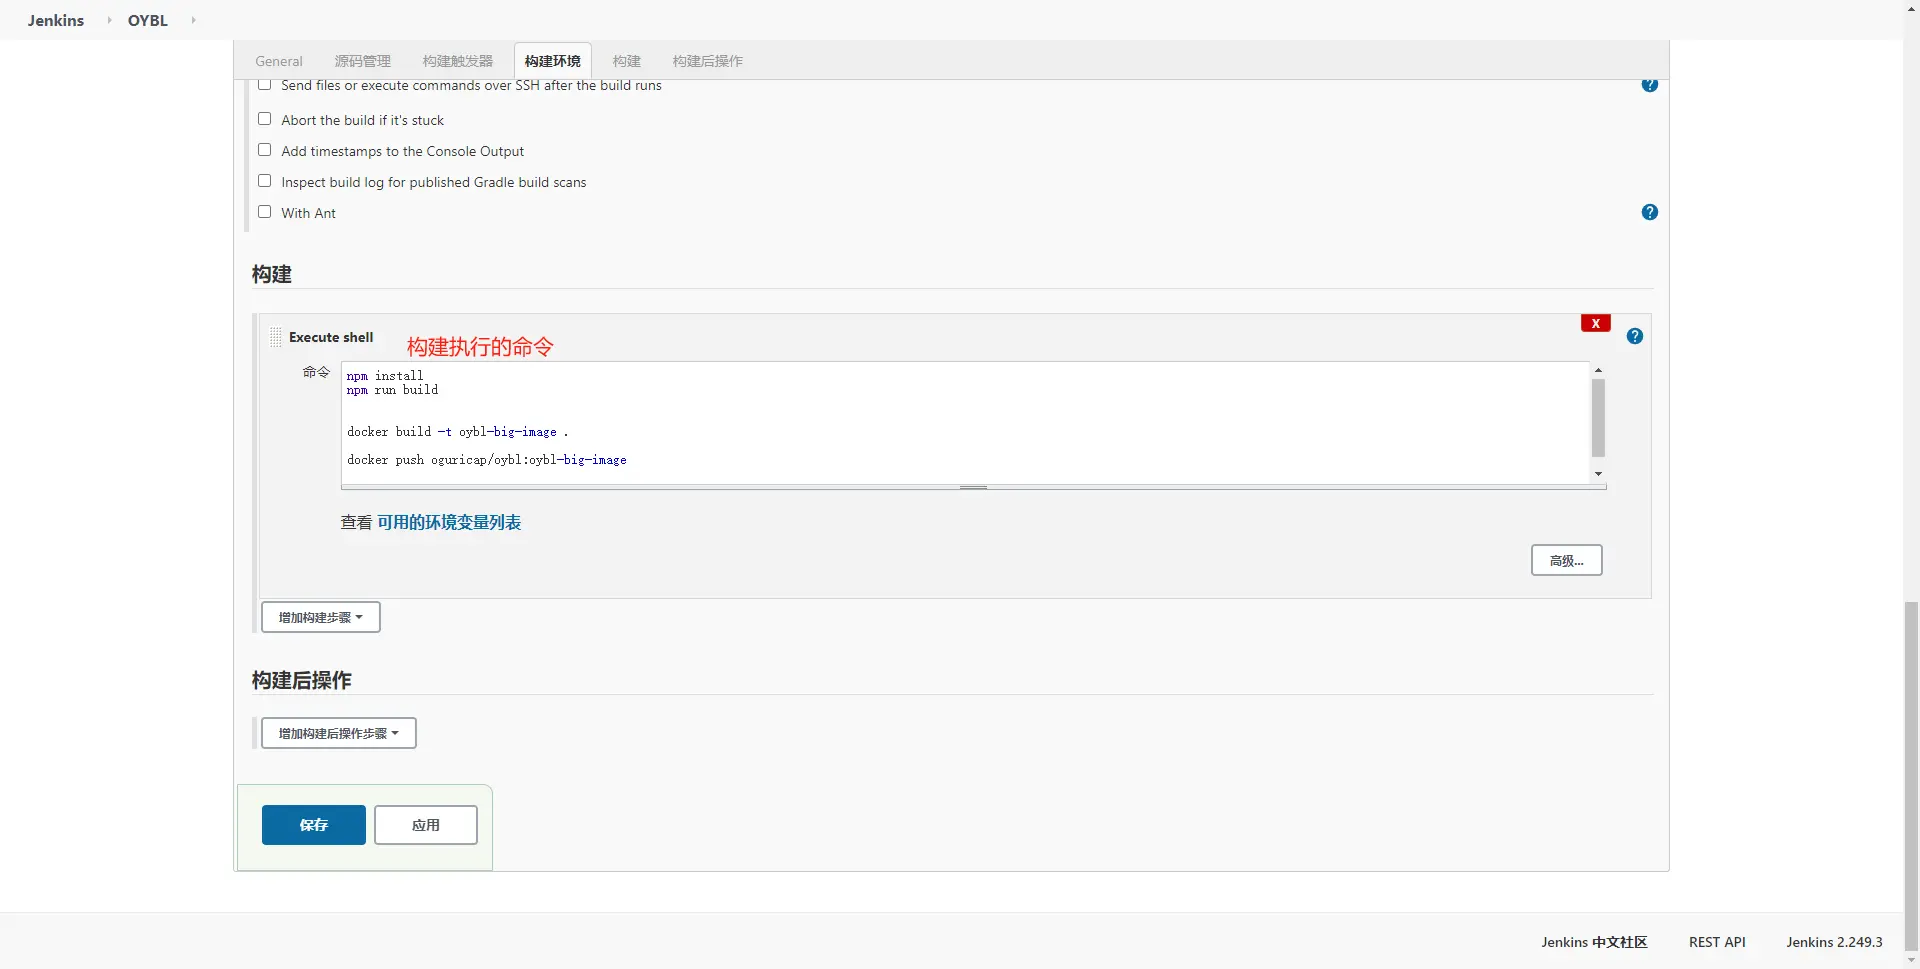 Jenkins OYBL
General 源码管理 构建触发器 构建环境 构建 构建后操作
Send files or execute commands over SSH after the build runs
Abort the build if it's stuck
Add timestamps to the Console Output
Inspect build log for published Gradle build scans
With Ant
构建
X
Execute shell
构建执行的命令
命令
npm install
npm run build
docker build -t oybl-big-image .
docker push oguricap/oybl:oybl-big-image
查看 可用的环境变量列表
高级...
增加构建步骤
构建后操作
增加构建后操作步骤
保存 应用
Jenkins 中文社区 REST API Jenkins 2.249.3